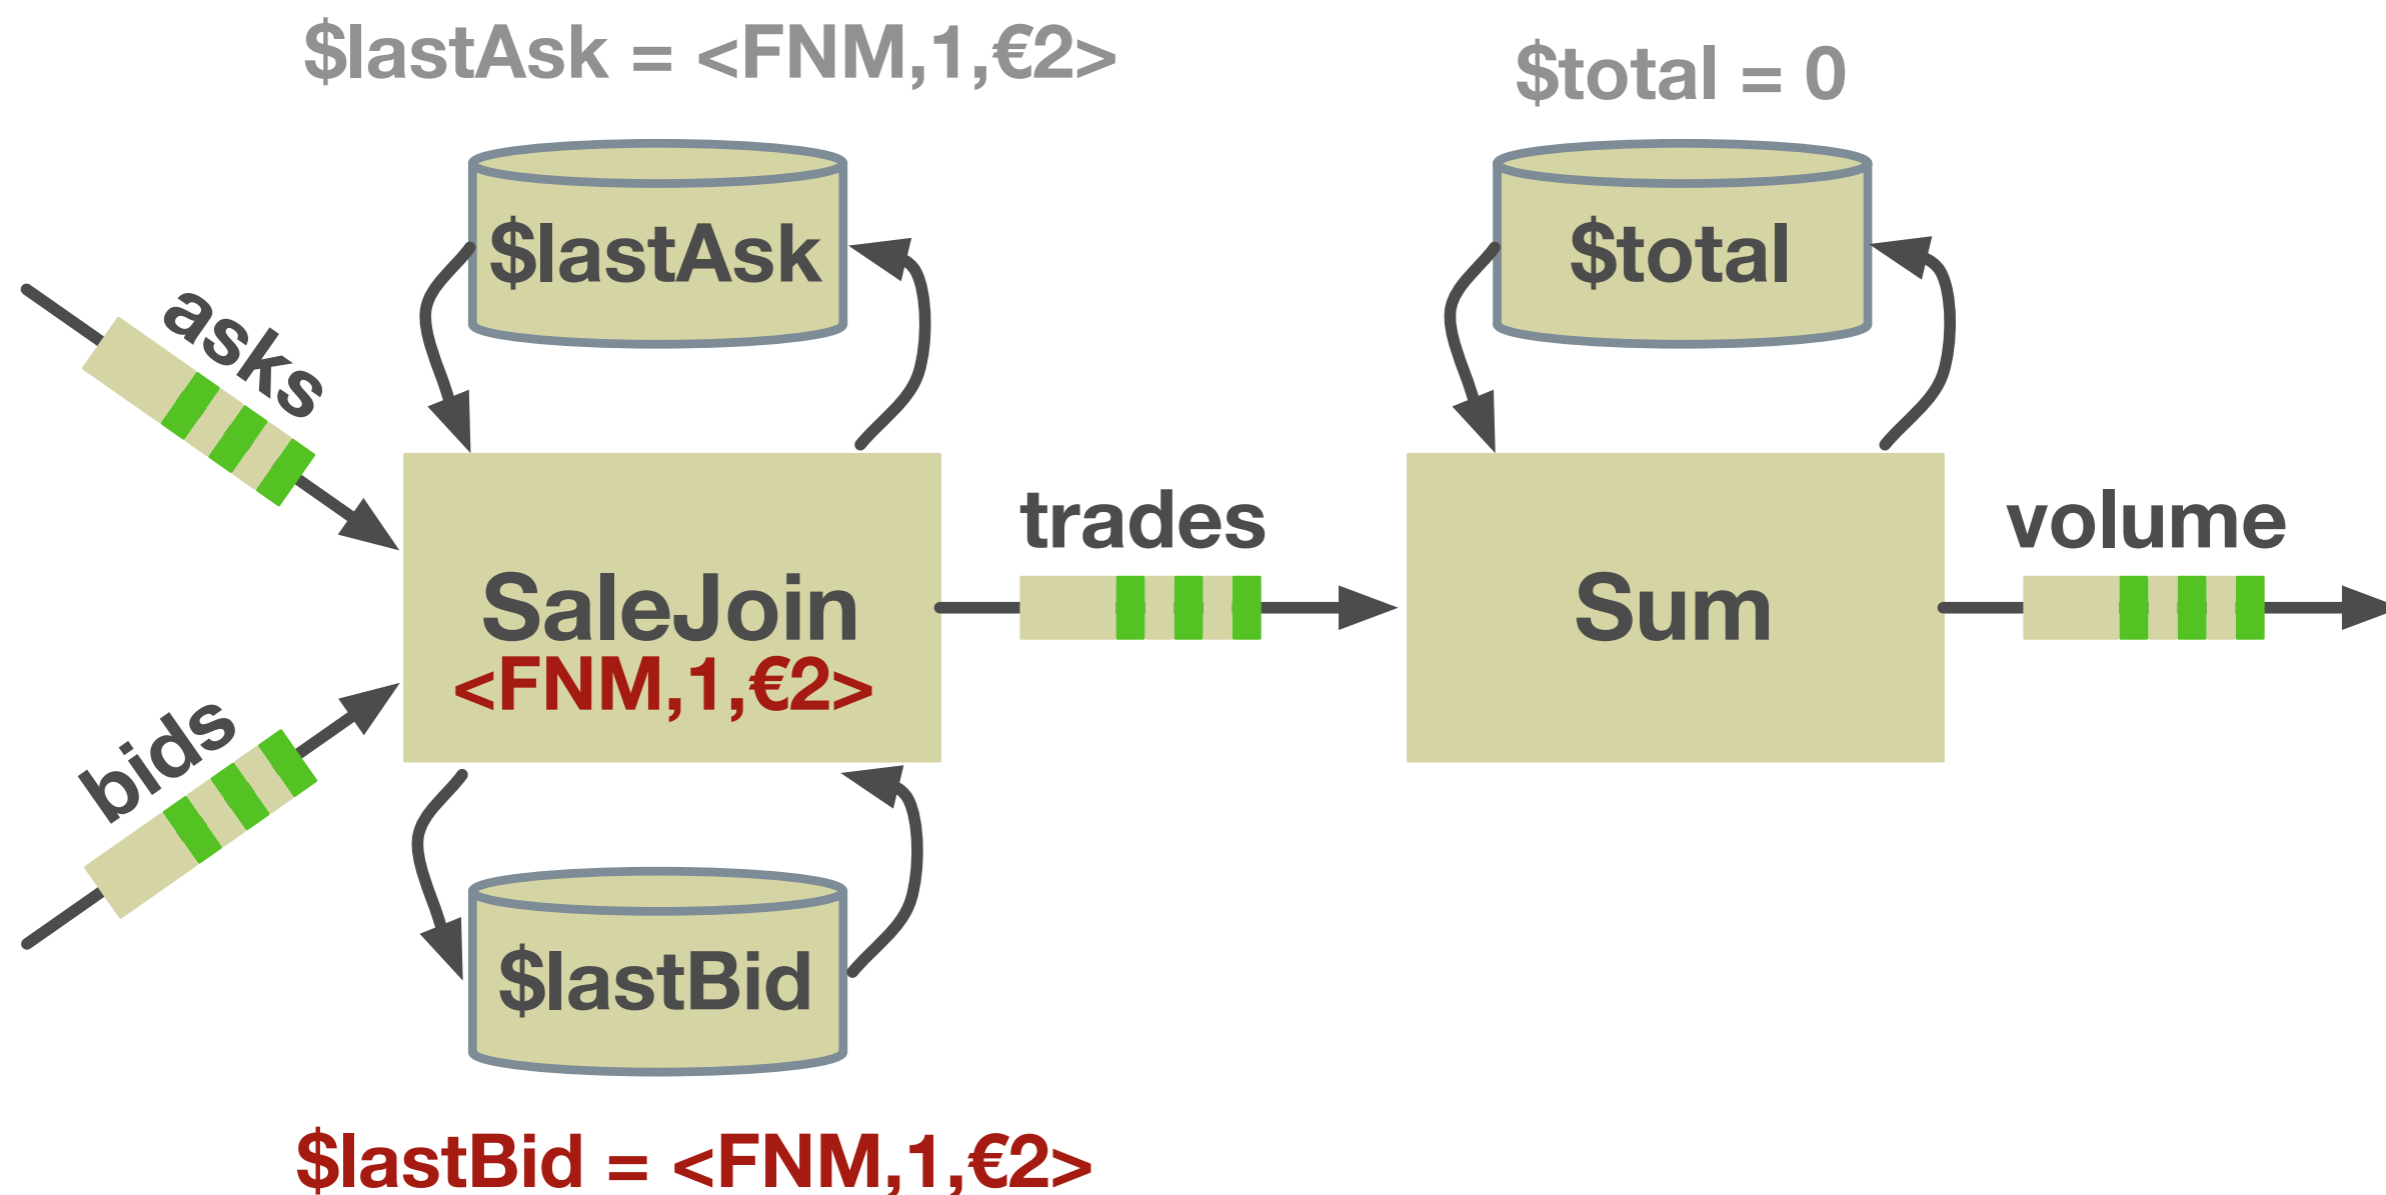 $lastAsk = <FNM,1,€2>
$total = 0
$lastAsk
$total
asks
trades
volume
SaleJoin
<FNM,1,€2>
Sum
bids
$lastBid
$lastBid = <FNM,1,€2>